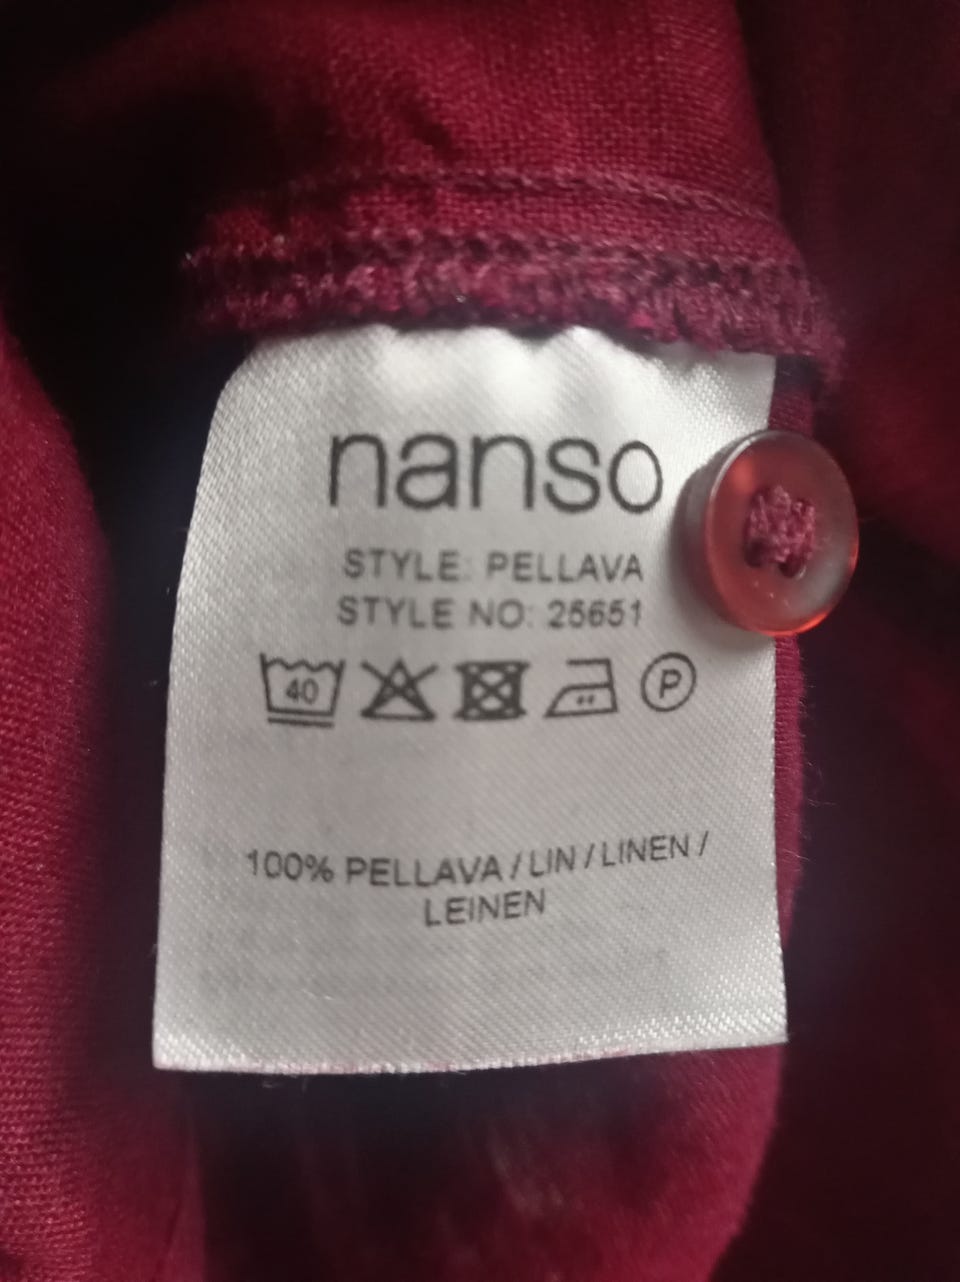 nanso
STYLE: PELLAVA
STYLE NO: 25651
40 P
100% PELLAVA / LIN / LINEN /
LEINEN